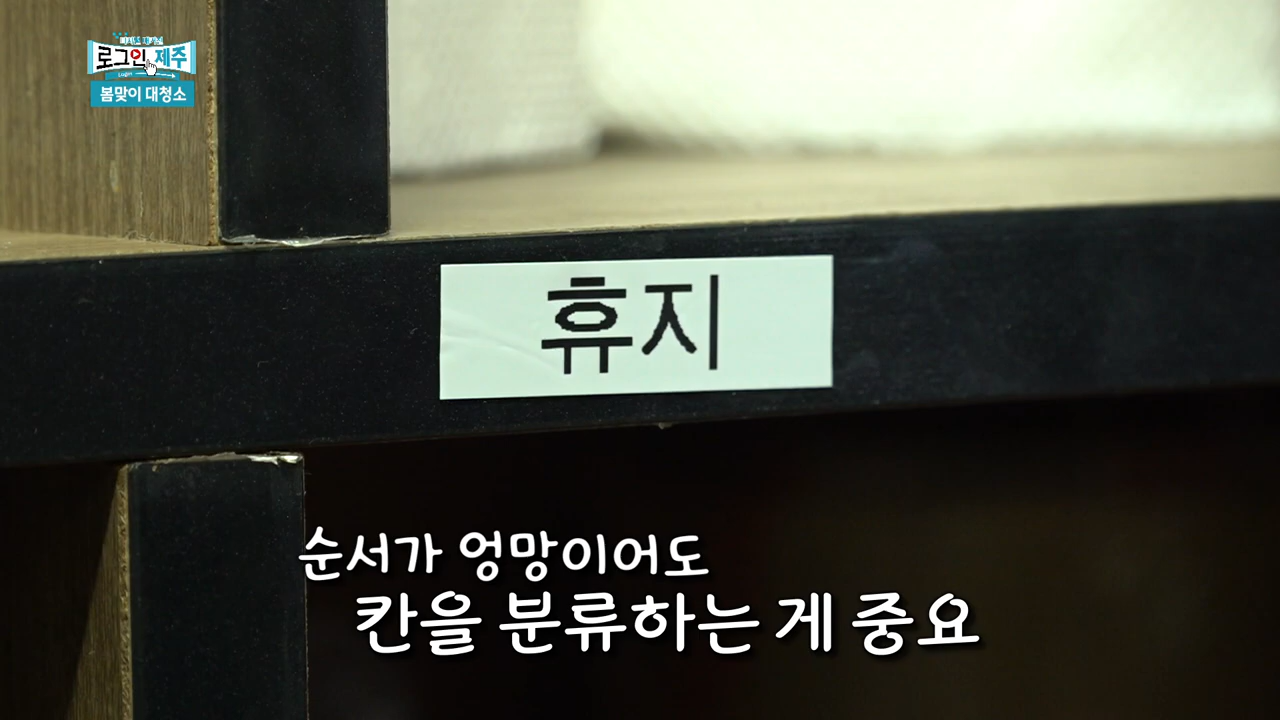 로그인 제주
Login
봄맞이 대청소
휴지
순서가 엉망이어도
칸을 분류하는 게 중요